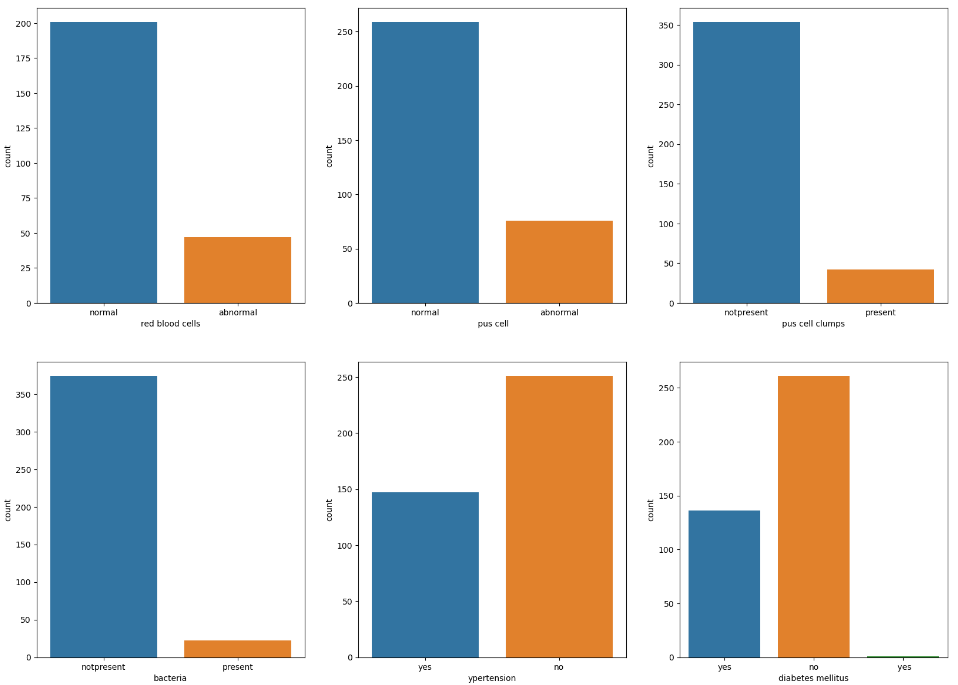 200
175
150
125
100
75
50
25
0
count
normal abnormal
red blood cells
250
200
150
100
50
0
count
normal abnormal
pus cell
350
300
250
200
150
100
50
0
count
notpresent present
pus cell clumps
350
300
250
200
150
100
50
0
count
notpresent present
bacteria
250
200
150
100
50
0
count
yes no
ypertension
250
200
150
100
50
0
count
yes no yes
diabetes mellitus